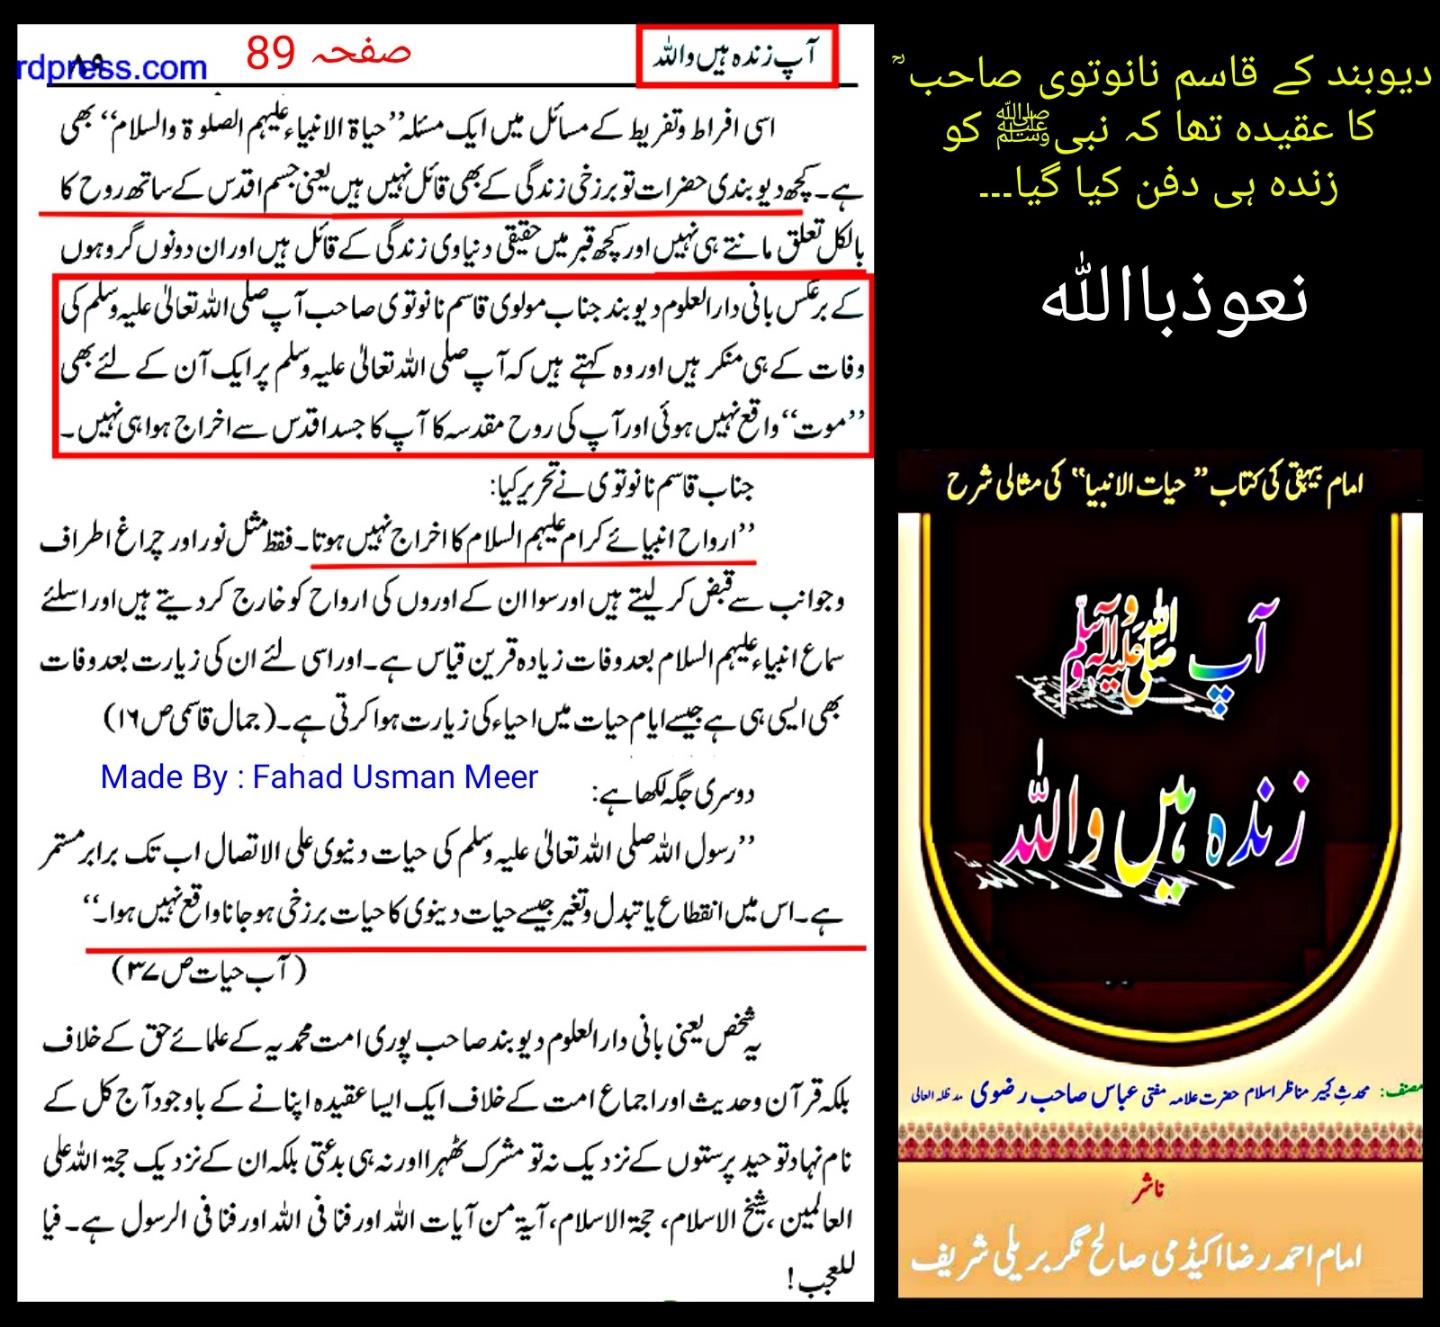 rdpress.com
۸۹
صفحہ 89
آپ زندہ ہیں واللہ
اسی افراط وتفریط کے مسائل میں ایک مسئلہ ’’حیاۃ الانبیاء علیہم الصلوۃ والسلام‘‘ بھی
ہے۔ کچھ دیوبندی حضرات تو برزخی زندگی کے بھی قائل نہیں ہیں یعنی جسم اقدس کے ساتھ روح کا
بالکل تعلق مانتے ہی نہیں اور کچھ قبر میں حقیقی دنیاوی زندگی کے قائل ہیں اور ان دونوں گروہوں
کے برعکس بانی دارالعلوم دیوبند جناب مولوی قاسم نانوتوی صاحب آپ صلی اللہ تعالیٰ علیہ وسلم کی
وفات کے ہی منکر ہیں اور وہ کہتے ہیں کہ آپ صلی اللہ تعالیٰ علیہ وسلم پر ایک آن کے لئے بھی
’’موت‘‘ واقع نہیں ہوئی اور آپ کی روح مقدسہ کا آپ کا جسد اقدس سے اخراج ہوا ہی نہیں۔
جناب قاسم نانوتوی نے تحریر کیا:
’’ارواح انبیائے کرام علیہم السلام کا اخراج نہیں ہوتا۔ فقط مثل نور اور چراغ اطراف
وجوانب سے قبض کر لیتے ہیں اور سوا ان کے اوروں کی ارواح کو خارج کر دیتے ہیں اور اسلئے
سماع انبیاء علیہم السلام بعد وفات زیادہ قرین قیاس ہے۔ اور اسی لئے ان کی زیارت بعد وفات
بھی ایسی ہی ہے جیسے ایام حیات میں احیاء کی زیارت ہوا کرتی ہے۔ (جمال قاسمی ص ۱۶)
Made By : Fahad Usman Meer
دوسری جگہ لکھا ہے:
’’رسول اللہ صلی اللہ تعالیٰ علیہ وسلم کی حیات دنیوی علی الاتصال اب تک برابر مستمر
ہے۔ اس میں انقطاع یا تبدل وتغیر جیسے حیات دینوی کا حیات برزخی ہو جانا واقع نہیں ہوا۔‘‘
(آب حیات ص ۳۷)
یہ شخص یعنی بانی دارالعلوم دیوبند صاحب پوری امت محمدیہ کے علمائے حق کے خلاف
بلکہ قرآن وحدیث اور اجماع امت کے خلاف ایک ایسا عقیدہ اپنانے کے باوجود آج کل کے
نام نہاد توحید پرستوں کے نزدیک نہ تو مشرک ٹھہرا اور نہ ہی بدعتی بلکہ ان کے نزدیک حجۃ اللہ علی
العالمین، شیخ الاسلام، حجۃ الاسلام، آیۃ من آیات اللہ اور فنا فی اللہ اور فنا فی الرسول ہے۔ فیا
للعجب!
دیوبند کے قاسم نانوتوی صاحب ؒ
کا عقیدہ تھا کہ نبی ﷺ کو
زندہ ہی دفن کیا گیا۔۔۔
نعوذباللہ
امام بیہقی کی کتاب ’’حیات الانبیا‘‘ کی مثالی شرح
آپ صلی اللہ علیہ وآلہ وسلم
زندہ ہیں واللہ
مصنف: محدث کبیر مناظر اسلام حضرت علامہ مفتی عباس صاحب رضوی مدظلہ العالی
ناشر
امام احمد رضا اکیڈمی صالح نگر بریلی شریف